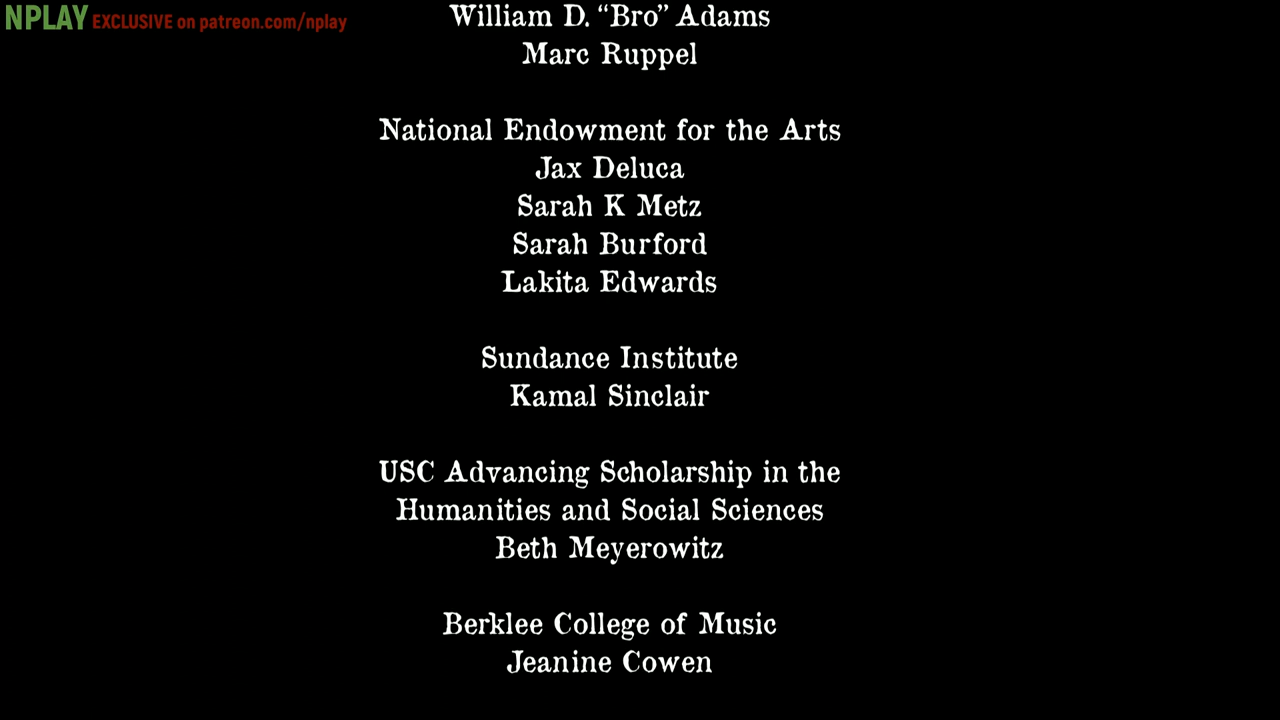 NPLAY EXCLUSIVE on patreon.com/nplay
William D. “Bro” Adams
Marc Ruppel
National Endowment for the Arts
Jax Deluca
Sarah K Metz
Sarah Burford
Lakita Edwards
Sundance Institute
Kamal Sinclair
USC Advancing Scholarship in the
Humanities and Social Sciences
Beth Meyerowitz
Berklee College of Music
Jeanine Cowen